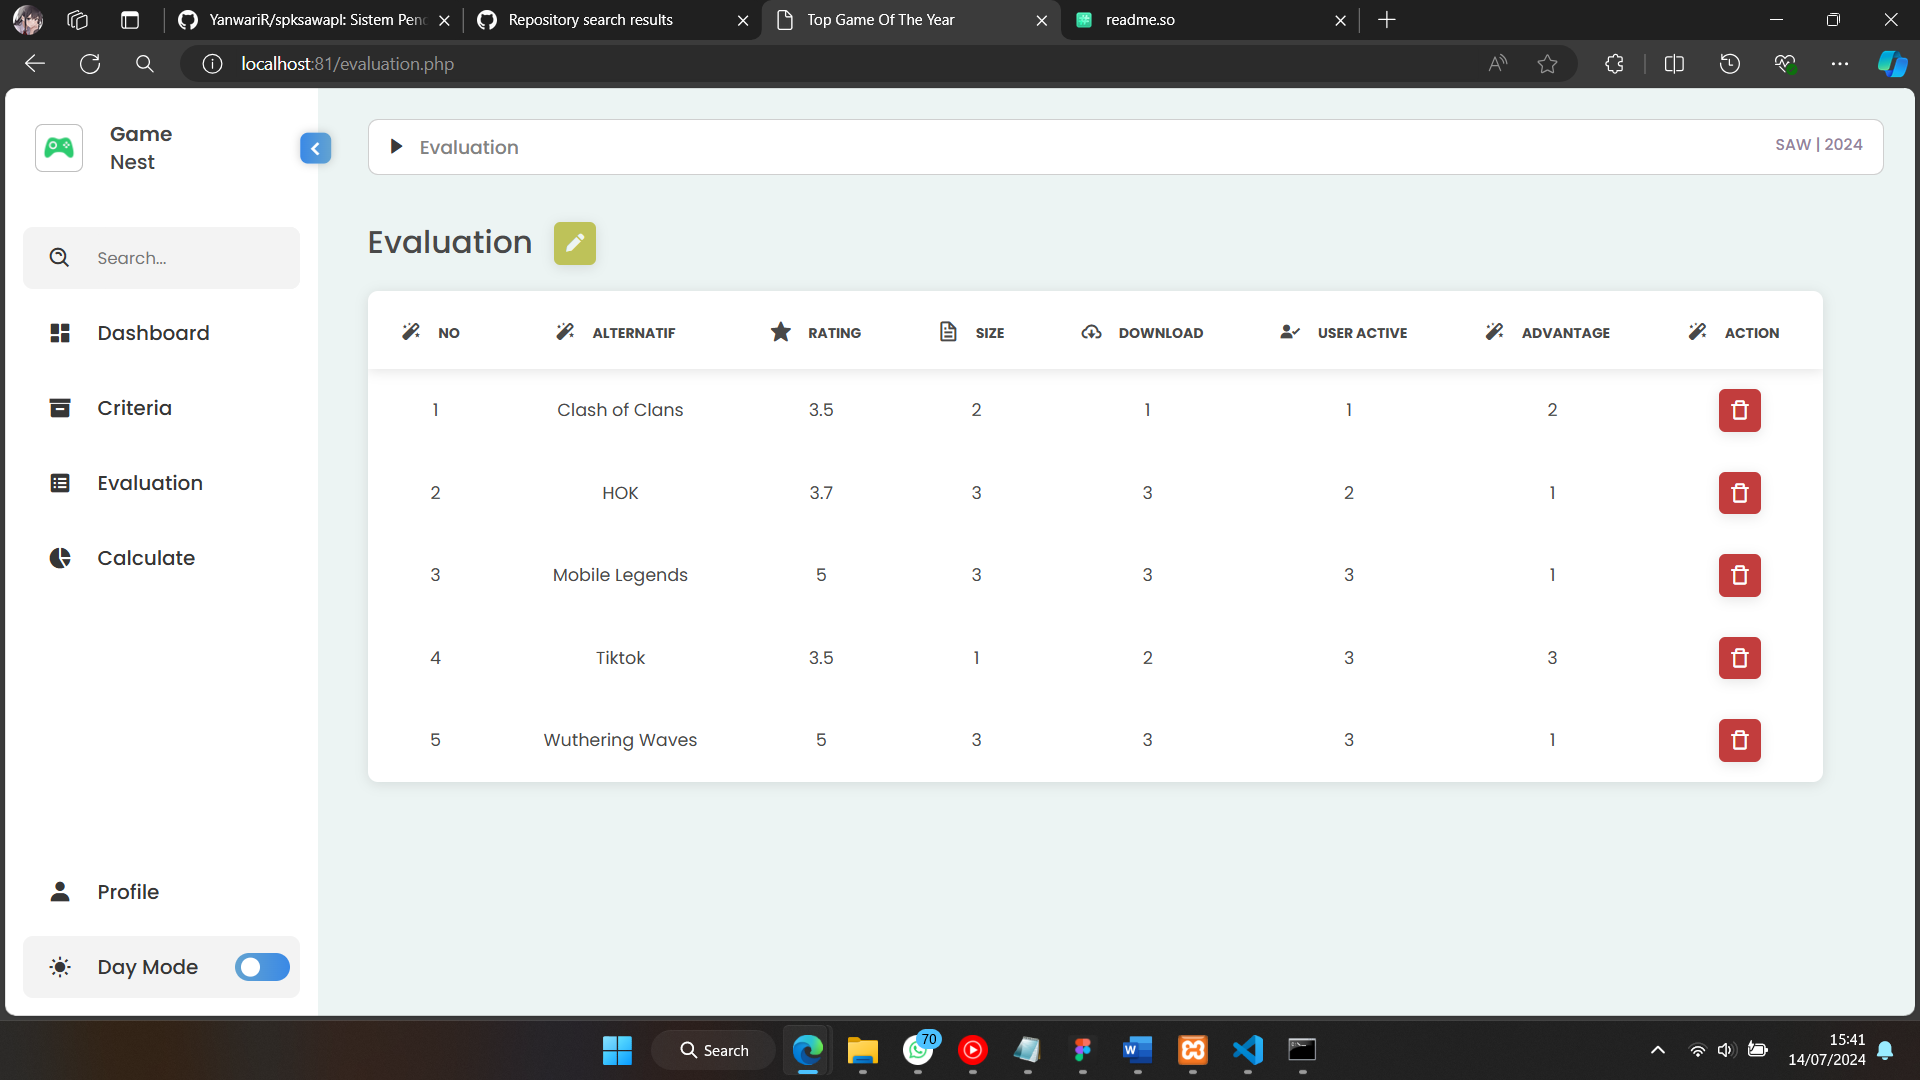 YanwariR/spksawapl: Sistem Penc
Repository search results
Top Game Of The Year
readme.so
localhost:81/evaluation.php
Game
Nest
Evaluation
SAW | 2024
Search...
Dashboard
Criteria
Evaluation
Calculate
Profile
Day Mode
Evaluation
NO ALTERNATIF RATING SIZE DOWNLOAD USER ACTIVE ADVANTAGE ACTION
1 Clash of Clans 3.5 2 1 1 2
2 HOK 3.7 3 3 2 1
3 Mobile Legends 5 3 3 3 1
4 Tiktok 3.5 1 2 3 3
5 Wuthering Waves 5 3 3 3 1
Search
70
15:41
14/07/2024